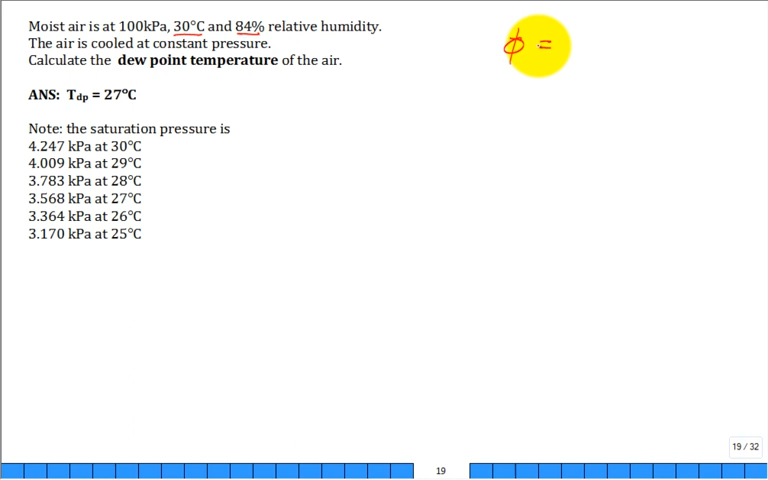 Moist air is at 100kPa, 30°C and 84% relative humidity.
ϕ =
The air is cooled at constant pressure.
Calculate the dew point temperature of the air.
ANS: Tdp = 27°C
Note: the saturation pressure is
4.247 kPa at 30°C
4.009 kPa at 29°C
3.783 kPa at 28°C
3.568 kPa at 27°C
3.364 kPa at 26°C
3.170 kPa at 25°C
19 / 32
19